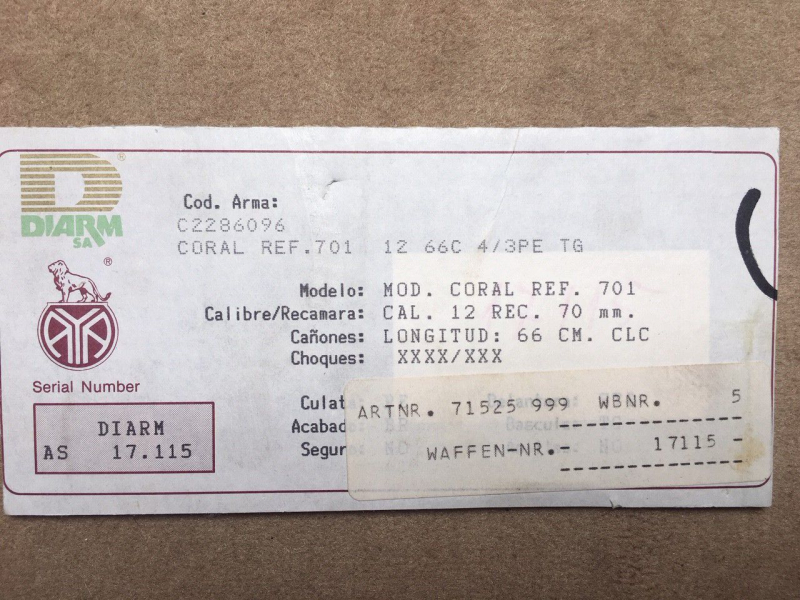 D®
DIARM
SA
Cod. Arma:
C2286096
CORAL REF.701 12 66C 4/3PE TG
®
AYA
Serial Number
DIARM
AS 17.115
Modelo: MOD. CORAL REF. 701
Calibre/Recamara: CAL. 12 REC. 70 mm.
Cañones: LONGITUD: 66 CM. CLC
Choques: XXXX/XXX
Culat
Acabad
Segur
ARTNR. 71525 999 WBNR. 5
WAFFEN-NR. 17115